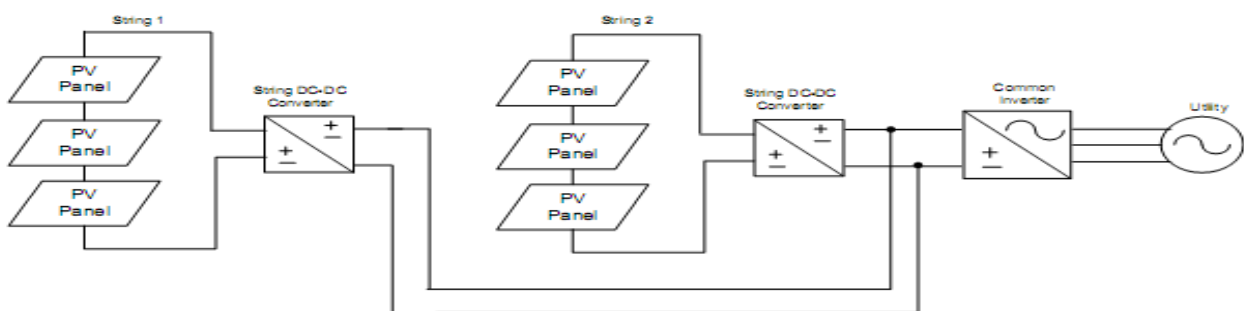 String 1
PV
Panel
PV
Panel
PV
Panel
String DC-DC
Converter
String 2
PV
Panel
PV
Panel
PV
Panel
String DC-DC
Converter
Common
Inverter
Utility